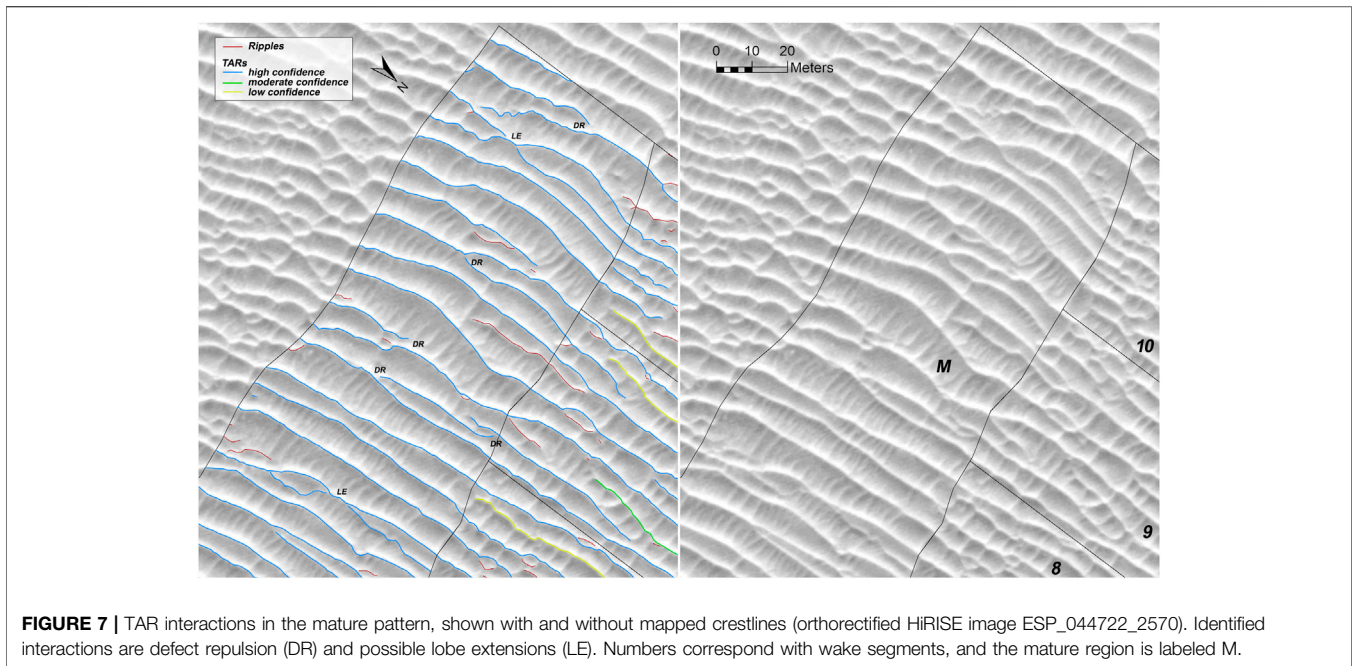 Ripples
TARs
high confidence
moderate confidence
low confidence
N
DR
LE
DR
DR
DR
DR
LE
0 10 20
Meters
M
10
9
8
FIGURE 7 | TAR interactions in the mature pattern, shown with and without mapped crestlines (orthorectified HiRISE image ESP_044722_2570). Identified
interactions are defect repulsion (DR) and possible lobe extensions (LE). Numbers correspond with wake segments, and the mature region is labeled M.